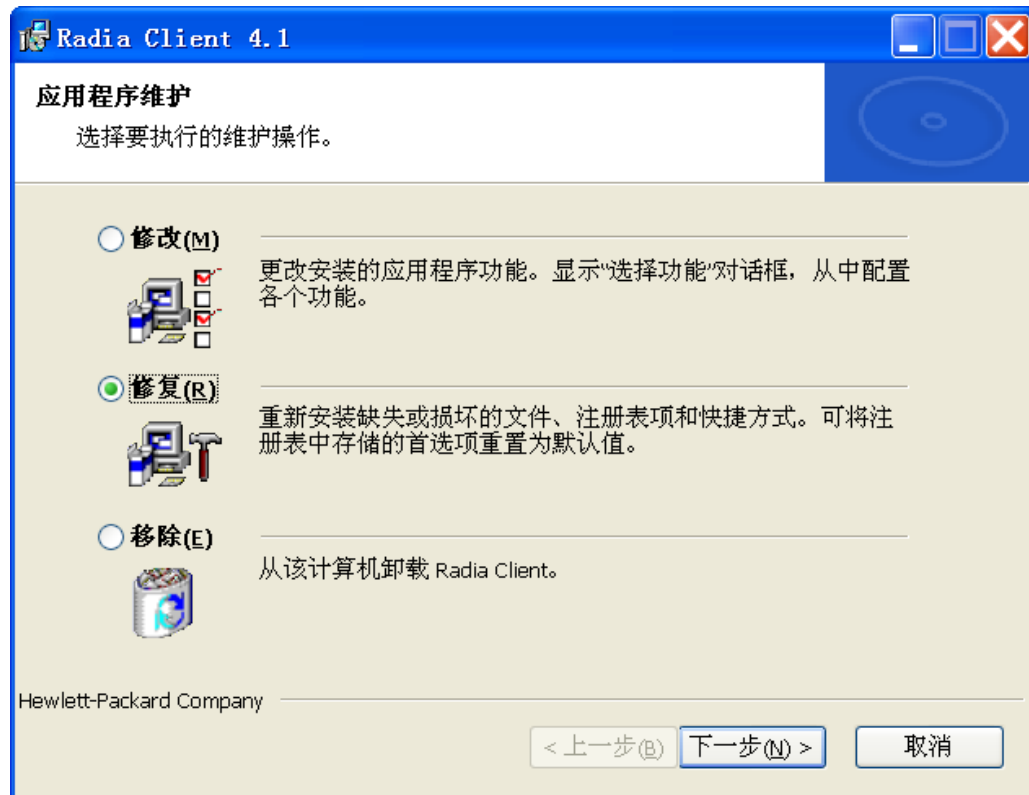 Radia Client 4.1
应用程序维护
选择要执行的维护操作。
修改(M)
更改安装的应用程序功能。显示“选择功能”对话框，从中配置
各个功能。
修复(R)
重新安装缺失或损坏的文件、注册表项和快捷方式。可将注
册表中存储的首选项重置为默认值。
移除(E)
从该计算机卸载 Radia Client。
Hewlett-Packard Company
< 上一步(B) 下一步(N) > 取消